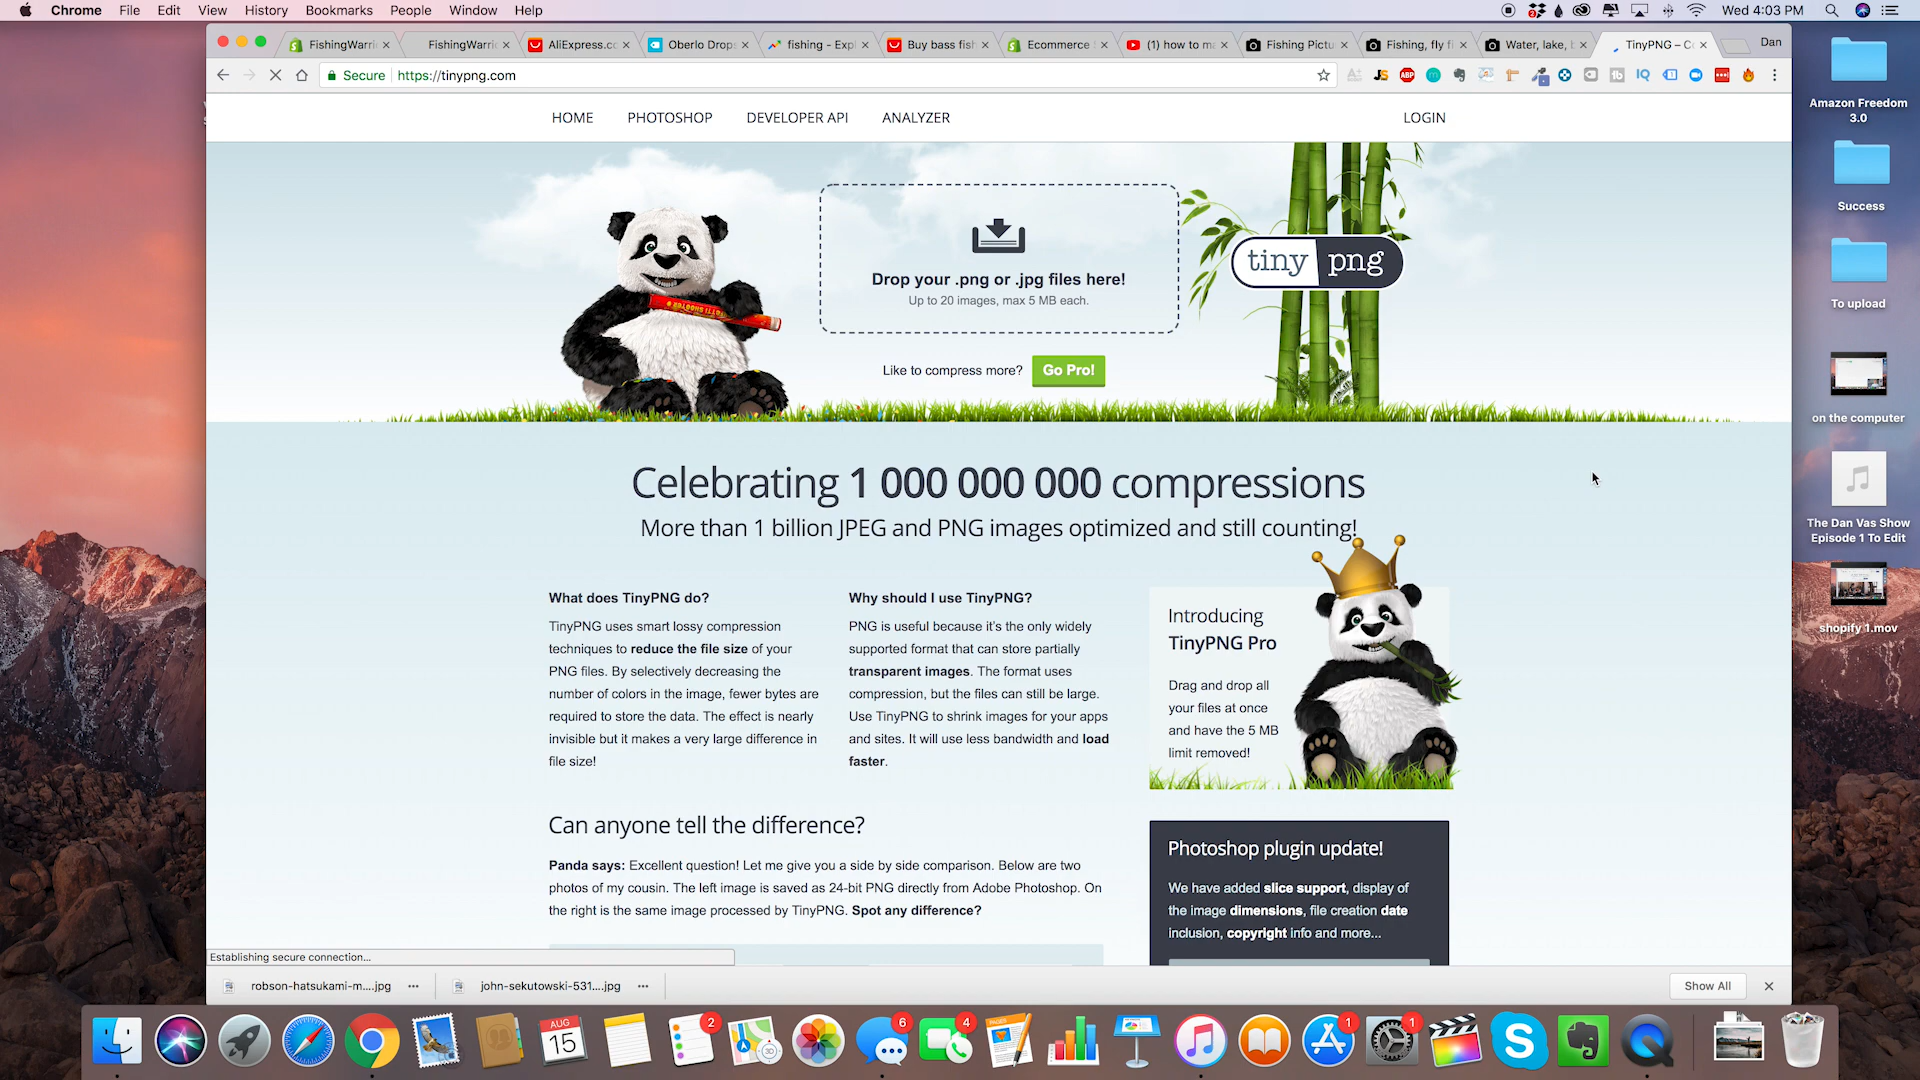 Chrome File Edit View History Bookmarks People Window Help
2
Wed 4:03 PM
FishingWarri
FishingWarric
AliExpress.co
Oberlo Drops
fishing - Expl
Buy bass fish
Ecommerce
(1) how to ma
Fishing Pictu
Fishing, fly fi
Water, lake, b
TinyPNG – C
Dan
Secure https://tinypng.com
JS
ABP
IQ
HOME PHOTOSHOP DEVELOPER API ANALYZER LOGIN
Drop your .png or .jpg files here!
Up to 20 images, max 5 MB each.
tiny png
Like to compress more? Go Pro!
Celebrating 1 000 000 000 compressions
More than 1 billion JPEG and PNG images optimized and still counting!
What does TinyPNG do?
TinyPNG uses smart lossy compression
techniques to reduce the file size of your
PNG files. By selectively decreasing the
number of colors in the image, fewer bytes are
required to store the data. The effect is nearly
invisible but it makes a very large difference in
file size!
Why should I use TinyPNG?
PNG is useful because it's the only widely
supported format that can store partially
transparent images. The format uses
compression, but the files can still be large.
Use TinyPNG to shrink images for your apps
and sites. It will use less bandwidth and load
faster.
Introducing
TinyPNG Pro
Drag and drop all
your files at once
and have the 5 MB
limit removed!
Can anyone tell the difference?
Panda says: Excellent question! Let me give you a side by side comparison. Below are two
photos of my cousin. The left image is saved as 24-bit PNG directly from Adobe Photoshop. On
the right is the same image processed by TinyPNG. Spot any difference?
Photoshop plugin update!
We have added slice support, display of
the image dimensions, file creation date
inclusion, copyright info and more...
Establishing secure connection...
robson-hatsukami-m....jpg
john-sekutowski-531....jpg
Show All
Amazon Freedom
3.0
Success
To upload
on the computer
The Dan Vas Show
Episode 1 To Edit
shopify 1.mov
AUG
15
2
6
4
PAGES
1
1
S